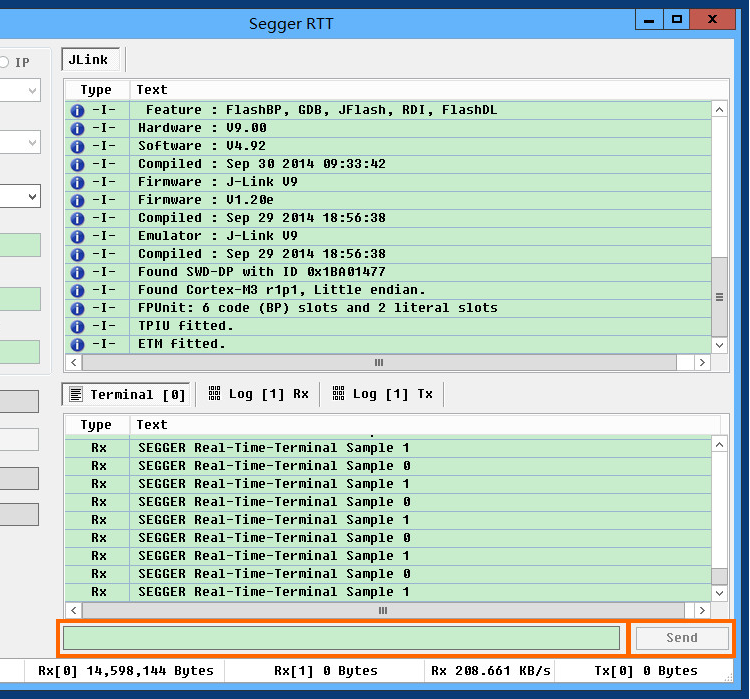 Segger RTT
IP
JLink
Type Text
-I- Feature : FlashBP, GDB, JFlash, RDI, FlashDL
-I- Hardware : V9.00
-I- Software : V4.92
-I- Compiled : Sep 30 2014 09:33:42
-I- Firmware : J-Link V9
-I- Firmware : V1.20e
-I- Compiled : Sep 29 2014 18:56:38
-I- Emulator : J-Link V9
-I- Compiled : Sep 29 2014 18:56:38
-I- Found SWD-DP with ID 0x1BA01477
-I- Found Cortex-M3 r1p1, Little endian.
-I- FPUnit: 6 code (BP) slots and 2 literal slots
-I- TPIU fitted.
-I- ETM fitted.
Terminal [0] Log [1] Rx Log [1] Tx
Type Text
Rx SEGGER Real-Time-Terminal Sample 1
Rx SEGGER Real-Time-Terminal Sample 0
Rx SEGGER Real-Time-Terminal Sample 1
Rx SEGGER Real-Time-Terminal Sample 0
Rx SEGGER Real-Time-Terminal Sample 1
Rx SEGGER Real-Time-Terminal Sample 0
Rx SEGGER Real-Time-Terminal Sample 1
Rx SEGGER Real-Time-Terminal Sample 0
Rx SEGGER Real-Time-Terminal Sample 1
Send
Rx[0] 14,598,144 Bytes Rx[1] 0 Bytes Rx 208.661 KB/s Tx[0] 0 Bytes